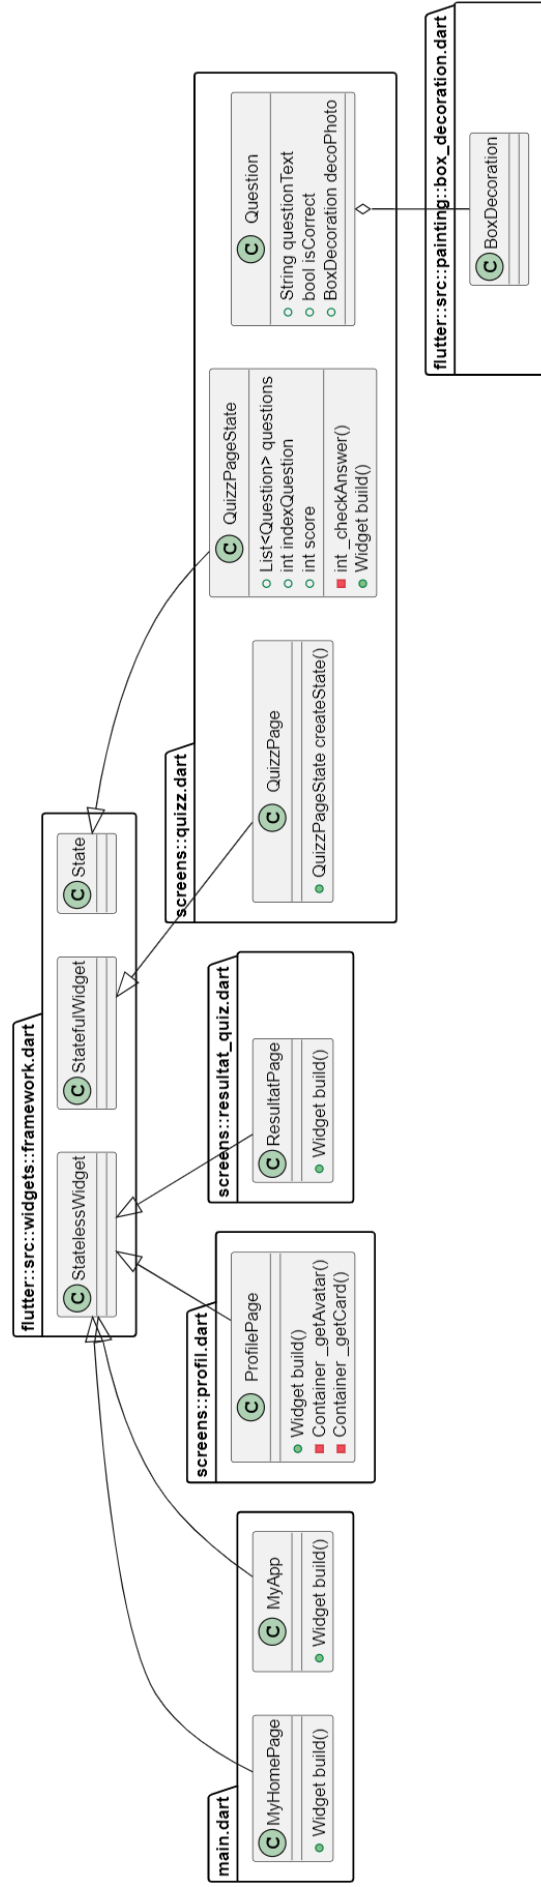 flutter::src::widgets::framework.dart
C StatelessWidget
C StatefulWidget
C State
main.dart
C MyHomePage
Widget build()
C MyApp
Widget build()
screens::profil.dart
C ProfilePage
Widget build()
Container _getAvatar()
Container _getCard()
screens::resultat_quiz.dart
C ResultatPage
Widget build()
screens::quizz.dart
C QuizzPage
QuizzPageState createState()
C QuizzPageState
List<Question> questions
int indexQuestion
int score
int _checkAnswer()
Widget build()
C Question
String questionText
bool isCorrect
BoxDecoration decoPhoto
flutter::src::painting::box_decoration.dart
C BoxDecoration